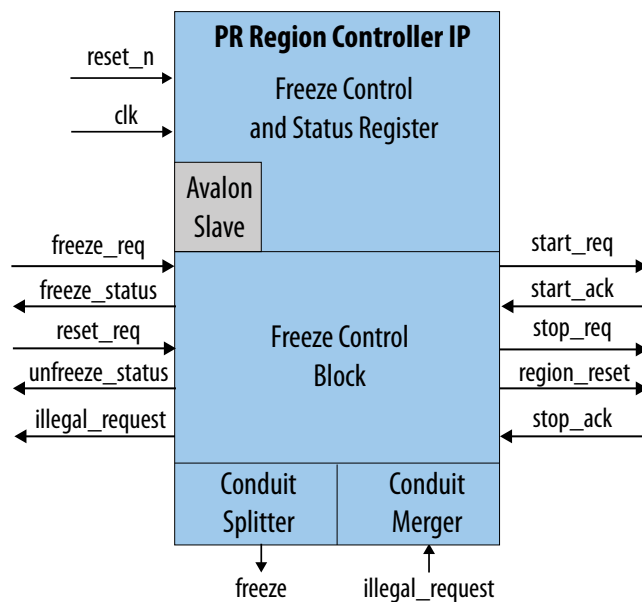 PR Region Controller IP
reset_n
Freeze Control
and Status Register
clk
Avalon
Slave
freeze_req
start_req
freeze_status
start_ack
reset_req
Freeze Control
Block
stop_req
unfreeze_status
region_reset
illegal_request
stop_ack
Conduit
Splitter
Conduit
Merger
freeze
illegal_request